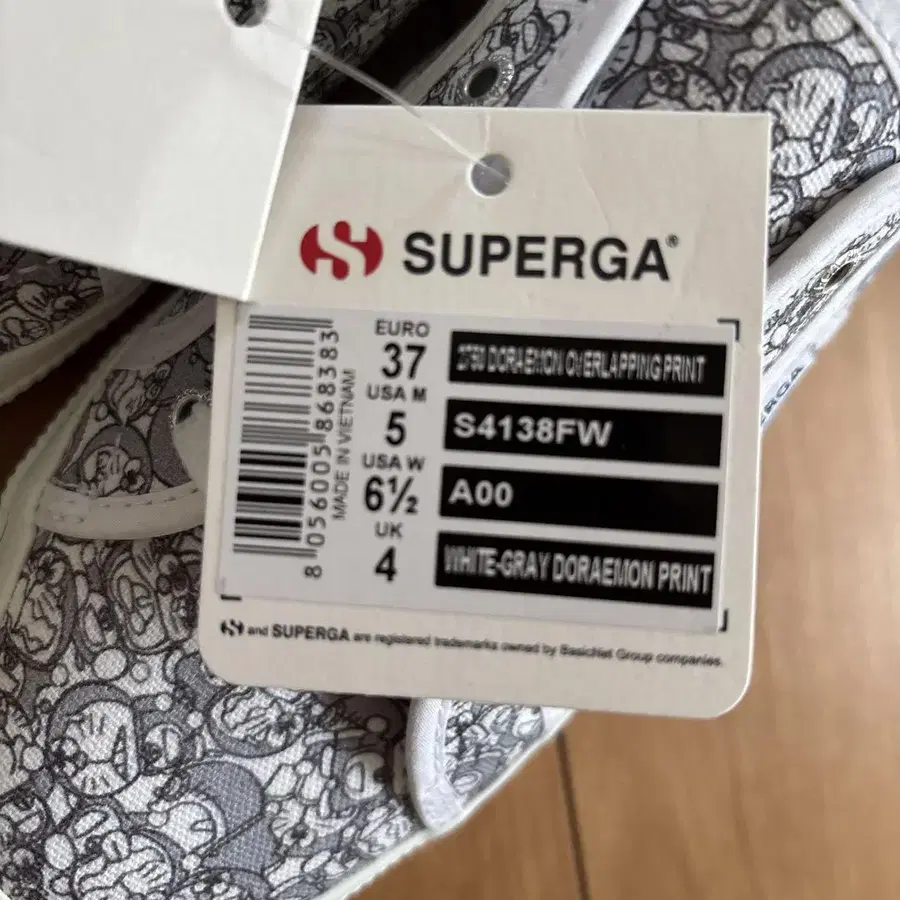 SUPERGA®
EURO
37
USA M
5
USA W
6½
UK
4
2750 DORAEMON OVERLAPPING PRINT
S4138FW
A00
WHITE-GRAY DORAEMON PRINT
8 056005 868383
MADE IN VIETNAM
and SUPERGA are registered trademarks owned by BasicNet Group companies.
SUPERGA